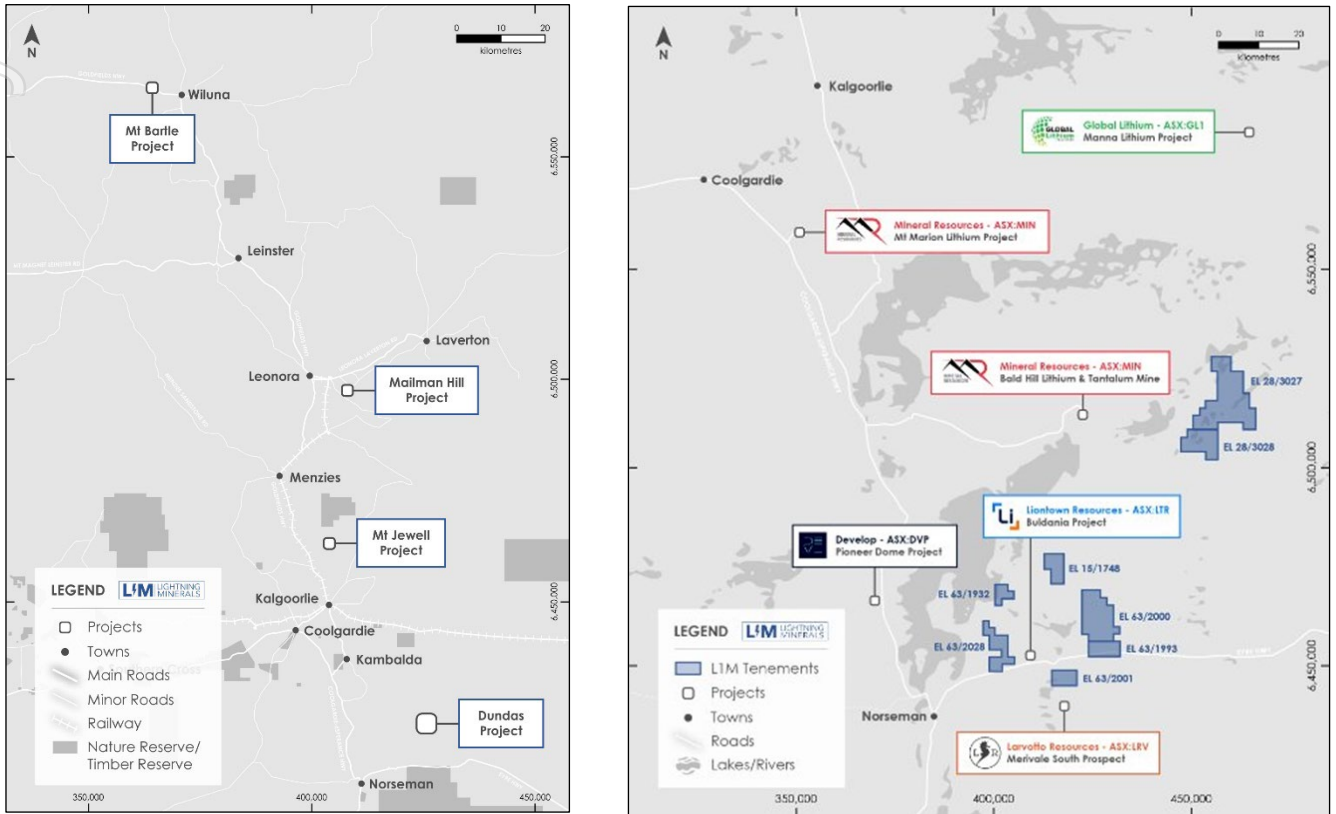 N
0 10 20
kilometres
GOLDFIELDS HWY
Wiluna
Mt Bartle
Project
6,550,000
Leinster
Laverton
Leonora
6,500,000
Mailman Hill
Project
Menzies
Mt Jewell
Project
Kalgoorlie
6,450,000
Coolgardie
Kambalda
Dundas
Project
Norseman
LEGEND L1M LIGHTNING
MINERALS
Projects
Towns
Main Roads
Minor Roads
Railway
Nature Reserve/
Timber Reserve
350,000 400,000 450,000
N
0 10 20
kilometres
Kalgoorlie
GLOBAL
Lithium
Global Lithium - ASX:GL1
Manna Lithium Project
Coolgardie
Mineral Resources - ASX:MIN
Mt Marion Lithium Project
6,550,000
Mineral Resources - ASX:MIN
Bald Hill Lithium & Tantalum Mine
EL 28/3027
EL 28/3028
6,500,000
Li
Liontown Resources - ASX:LTR
Buldania Project
DEVE
Develop - ASX:DVP
Pioneer Dome Project
EL 15/1748
EL 63/1932
EL 63/2000
EL 63/2028
EL 63/1993
EL 63/2001
6,450,000
Norseman
LSR
Larvotto Resources - ASX:LRV
Merivale South Prospect
LEGEND L1M LIGHTNING
MINERALS
L1M Tenements
Projects
Towns
Roads
Lakes/Rivers
350,000 400,000 450,000